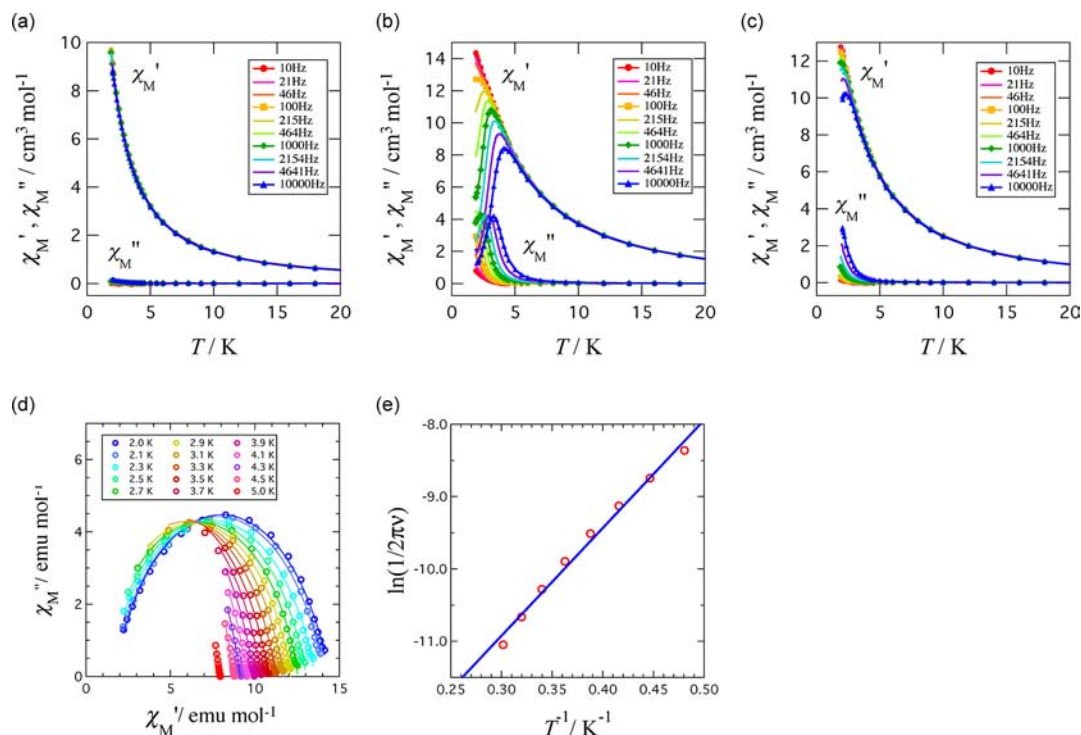 (a)
10
8
6
4
2
0
χM', χM'' / cm³ mol⁻¹
χM'
χM''
10Hz
21Hz
46Hz
100Hz
215Hz
464Hz
1000Hz
2154Hz
4641Hz
10000Hz
0 5 10 15 20
T / K
(b)
14
12
10
8
6
4
2
0
χM', χM'' / cm³ mol⁻¹
χM'
χM''
10Hz
21Hz
46Hz
100Hz
215Hz
464Hz
1000Hz
2154Hz
4641Hz
10000Hz
0 5 10 15 20
T / K
(c)
12
10
8
6
4
2
0
χM', χM'' / cm³ mol⁻¹
χM'
χM''
10Hz
21Hz
46Hz
100Hz
215Hz
464Hz
1000Hz
2154Hz
4641Hz
10000Hz
0 5 10 15 20
T / K
(d)
6
4
2
0
χM''/ emu mol⁻¹
2.0 K 2.9 K 3.9 K
2.1 K 3.1 K 4.1 K
2.3 K 3.3 K 4.3 K
2.5 K 3.5 K 4.5 K
2.7 K 3.7 K 5.0 K
0 5 10 15
χM'/ emu mol⁻¹
(e)
-8.0
-9.0
-10.0
-11.0
ln(1/2πν)
0.25 0.30 0.35 0.40 0.45 0.50
T⁻¹/ K⁻¹